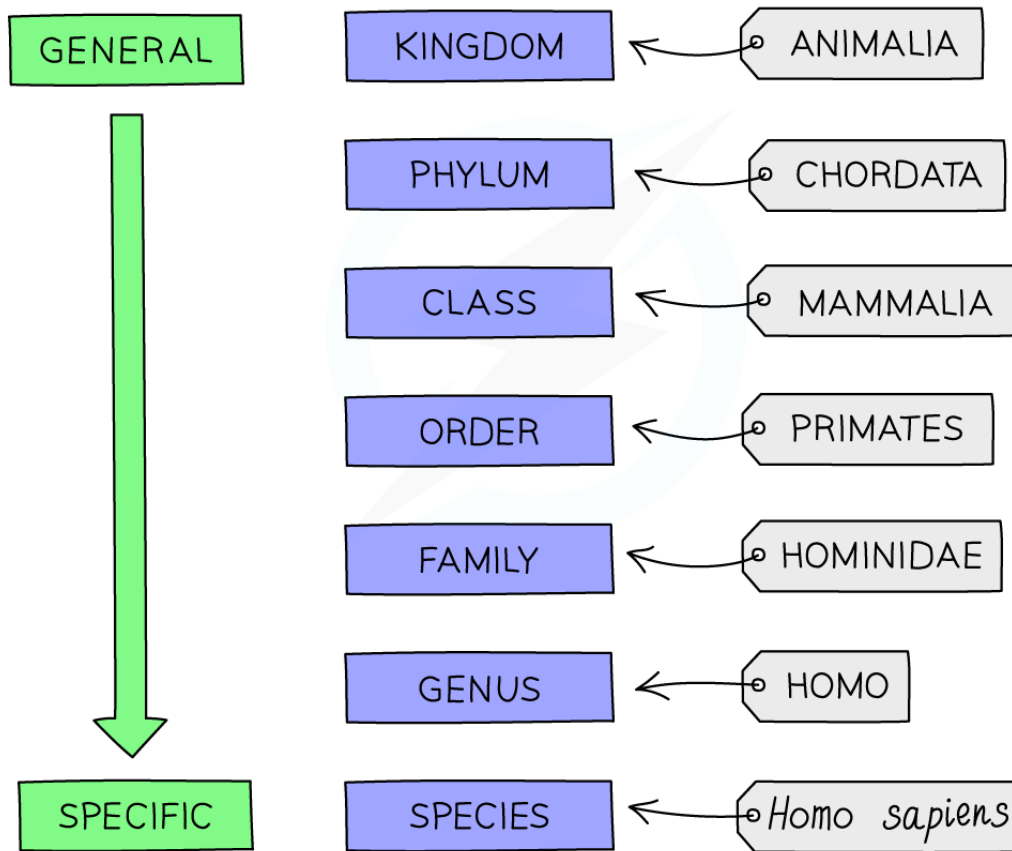 GENERAL KINGDOM ANIMALIA
PHYLUM CHORDATA
CLASS MAMMALIA
ORDER PRIMATES
FAMILY HOMINIDAE
GENUS HOMO
SPECIFIC SPECIES Homo sapiens